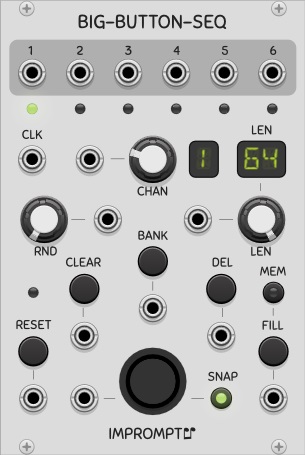 BIG-BUTTON-SEQ
1 2 3 4 5 6
CLK
LEN
1
64
CHAN
RND
LEN
BANK
CLEAR
DEL
MEM
RESET
FILL
SNAP
IMPROMPTU